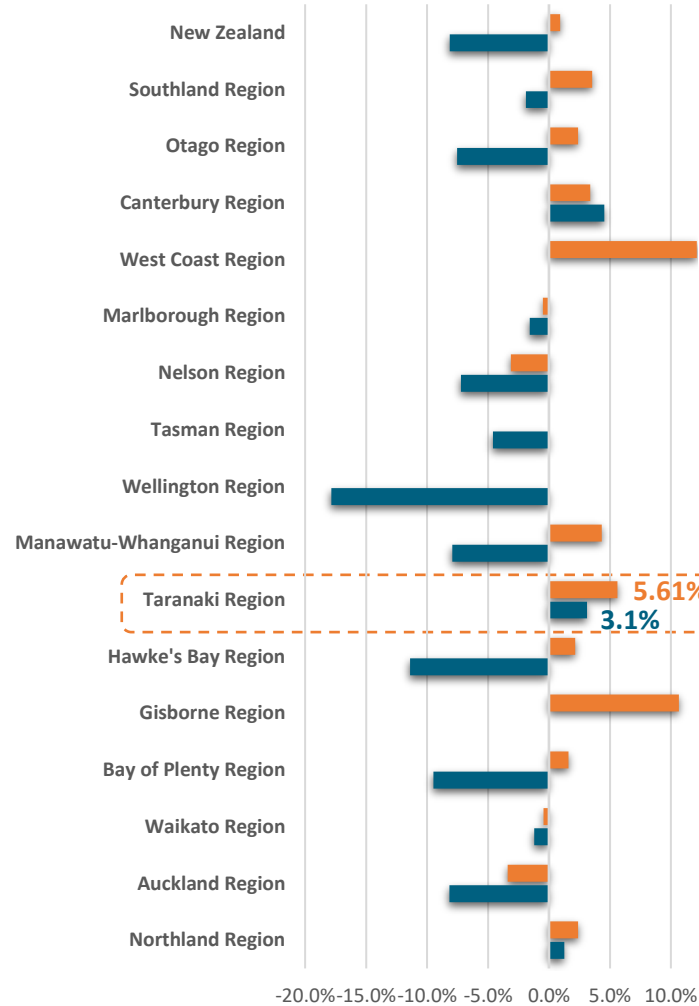 New Zealand
Southland Region
Otago Region
Canterbury Region
West Coast Region
Marlborough Region
Nelson Region
Tasman Region
Wellington Region
Manawatu-Whanganui Region
Taranaki Region
5.61%
3.1%
Hawke's Bay Region
Gisborne Region
Bay of Plenty Region
Waikato Region
Auckland Region
Northland Region
-20.0% -15.0% -10.0% -5.0% 0.0% 5.0% 10.0%